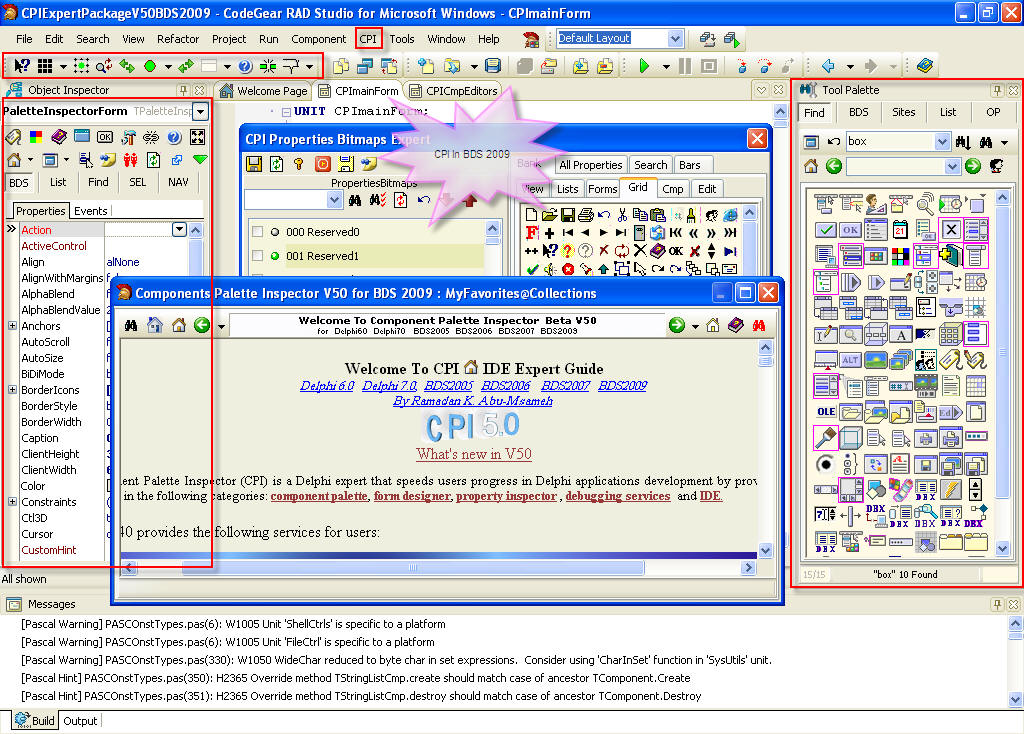 CPIExpertPackageV50BDS2009 - CodeGear RAD Studio for Microsoft Windows - CPImainForm
File Edit Search View Refactor Project Run Component CPI Tools Window Help Default Layout
Object Inspector
Welcome Page CPImainForm CPICmpEditors
Tool Palette
PaletteInspectorForm
UNIT CPImainForm;
Find BDS Sites List OP
CPI Properties Bitmaps Expert
CPI In BDS 2009
box
Bank All Properties Search Bars
PropertiesBitmaps
View Lists Forms Grid Cmp Edit
BDS List Find SEL NAV
Properties Events
000 Reserved0
001 Reserved1
Action
ActiveControl
Align alNone
AlignWithMargins
AlphaBlend
AlphaBlendValue
Anchors
AutoScroll
AutoSize
BiDiMode
BorderIcons
BorderStyle
BorderWidth
Caption
ClientHeight
ClientWidth
Color
Constraints
Ctl3D
Cursor
CustomHint
All shown
Components Palette Inspector V50 for BDS 2009 : MyFavorites@Collections
Welcome To Components Palette Inspector Beta V50
for Delphi60 Delphi70 BDS2005 BDS2006 BDS2007 BDS2009
Welcome To CPI IDE Expert Guide
Delphi 6.0 Delphi 7.0, BDS2005 BDS2006 BDS2007 BDS2009
By Ramadan K. Abu-Msameh
CPI 5.0
What's new in V50
ent Palette Inspector (CPI) is a Delphi expert that speeds users progress in Delphi applications development by prov
in the following categories: component palette, form designer, property inspector , debugging services and IDE.
40 provides the following services for users:
OK
ALT
OLE
DBX
15/15 "box" 10 Found
Messages
[Pascal Warning] PASCOnstTypes.pas(6): W1005 Unit 'ShellCtrls' is specific to a platform
[Pascal Warning] PASCOnstTypes.pas(6): W1005 Unit 'FileCtrl' is specific to a platform
[Pascal Warning] PASCOnstTypes.pas(330): W1050 WideChar reduced to byte char in set expressions.  Consider using 'CharInSet' function in 'SysUtils' unit.
[Pascal Hint] PASCOnstTypes.pas(350): H2365 Override method TStringListCmp.create should match case of ancestor TComponent.Create
[Pascal Hint] PASCOnstTypes.pas(351): H2365 Override method TStringListCmp.destroy should match case of ancestor TComponent.Destroy
Build Output